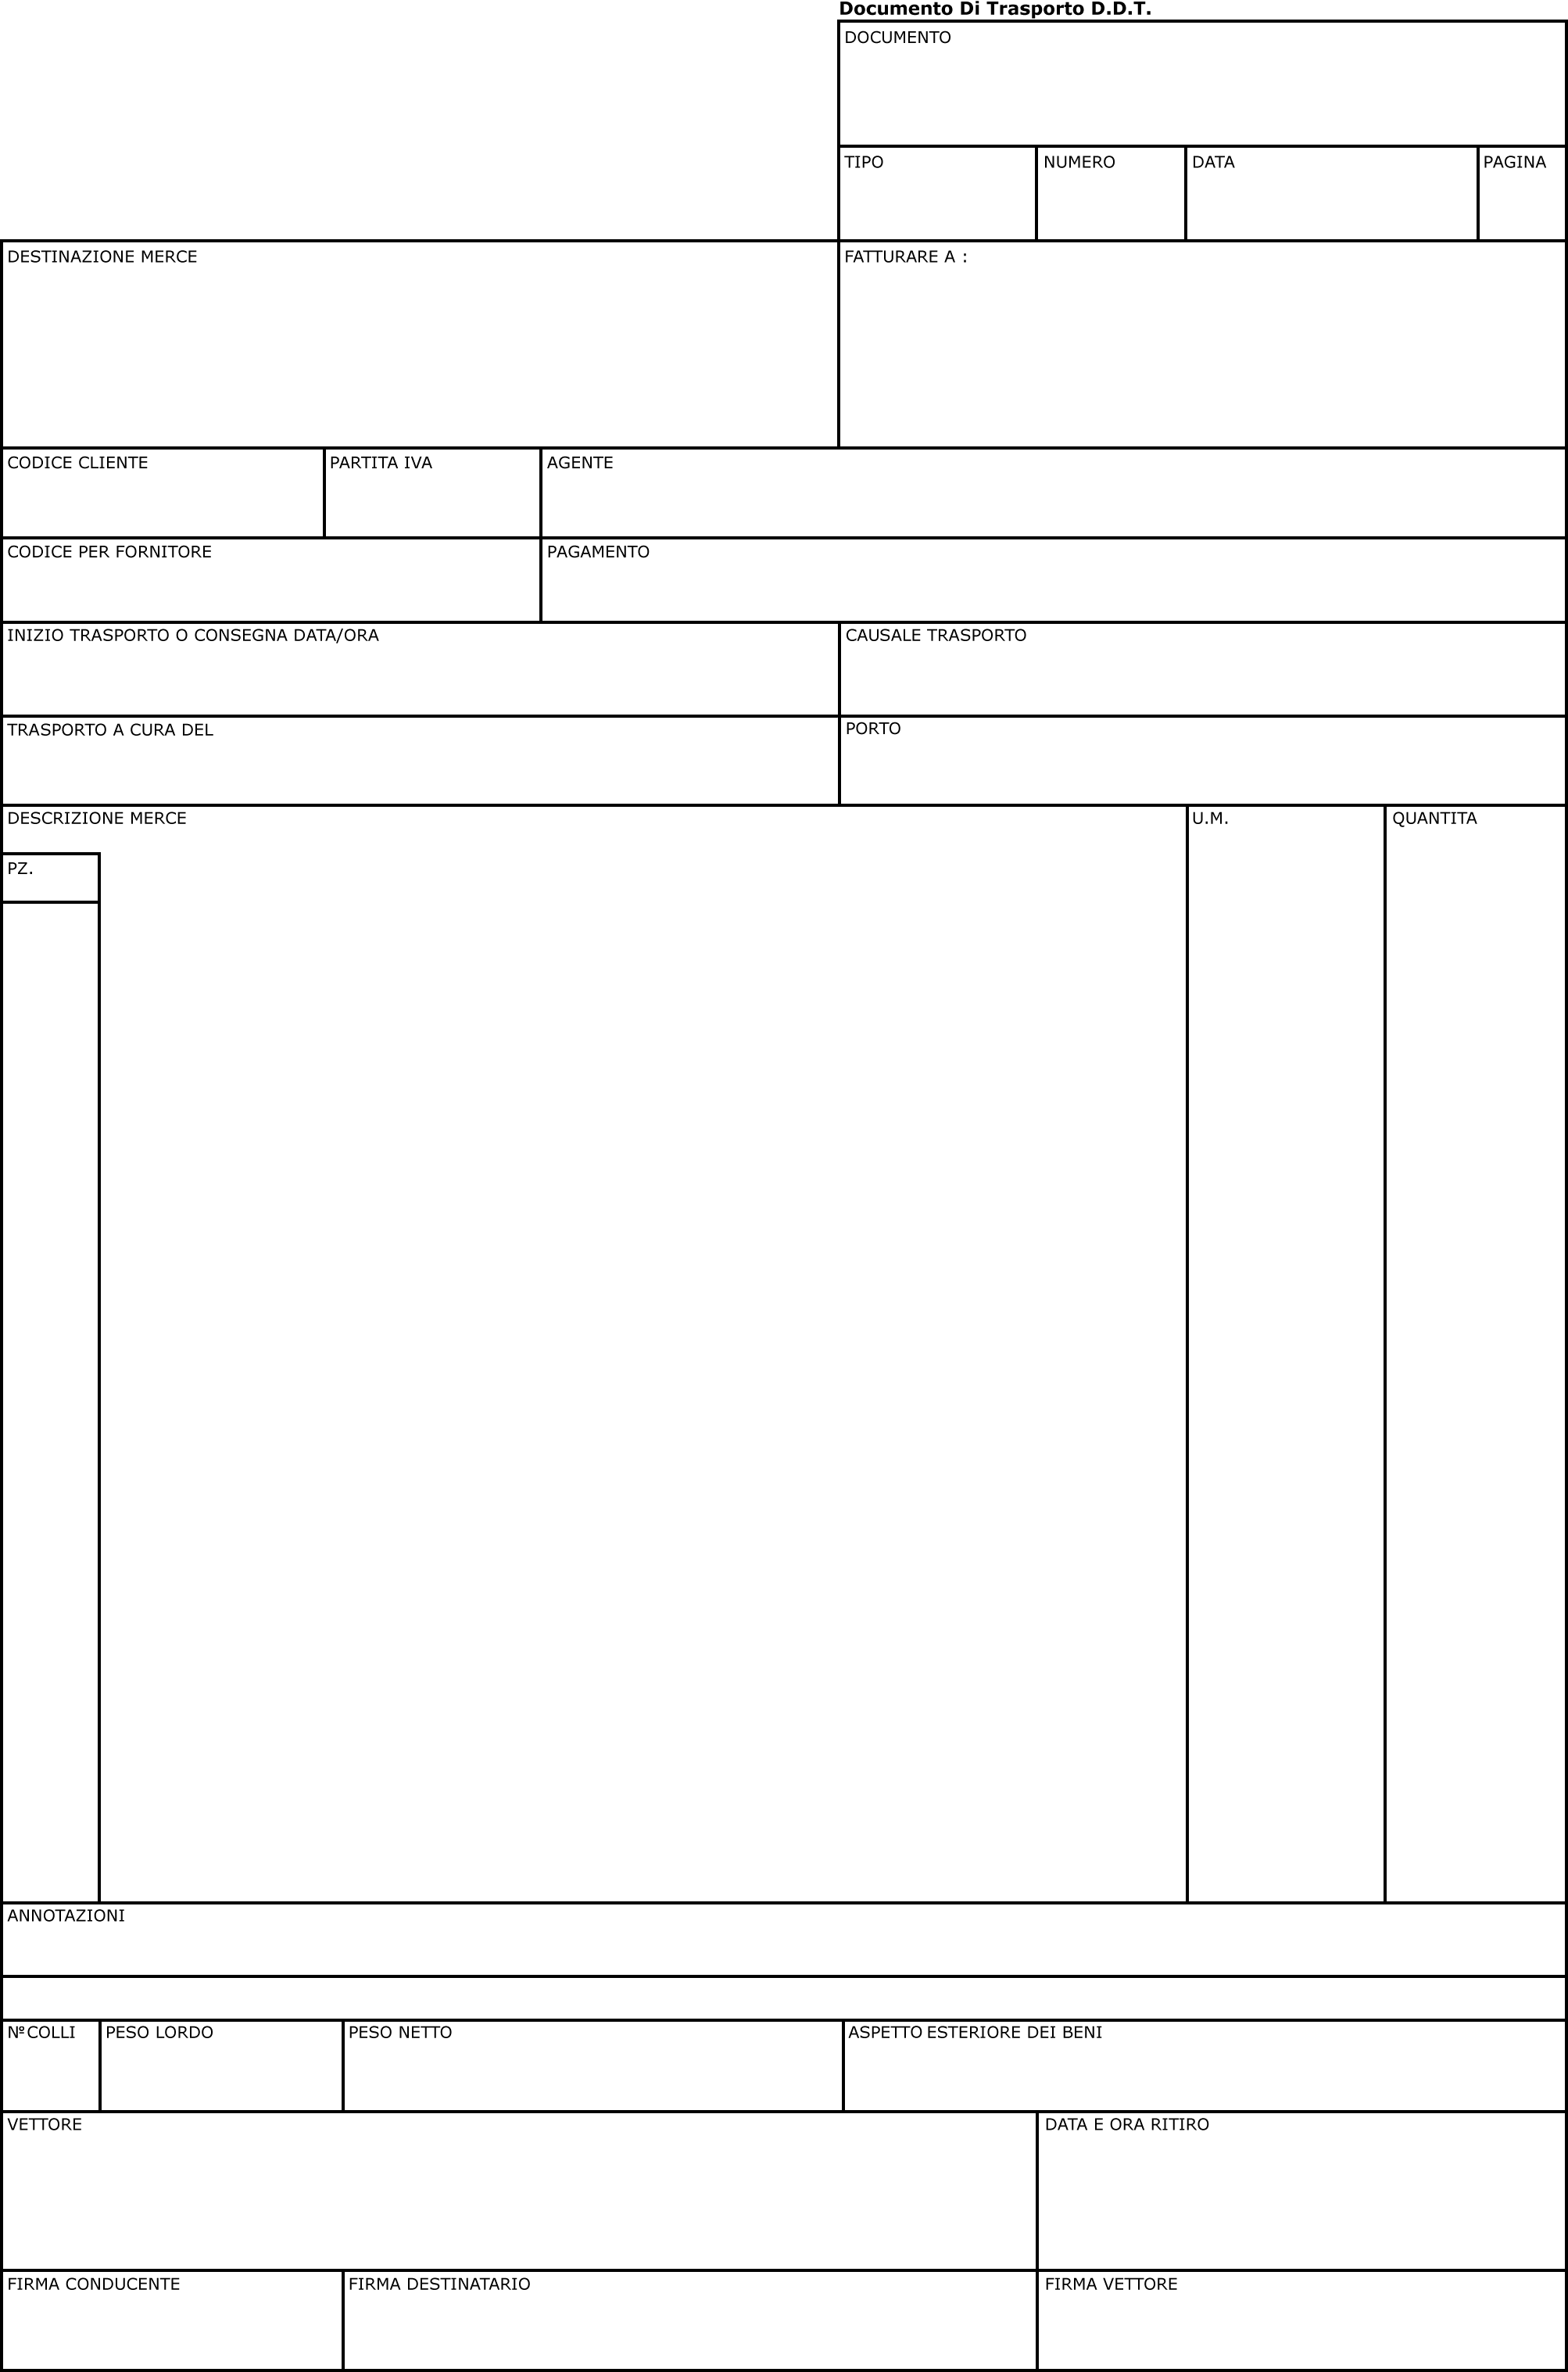 Documento Di Trasporto D.D.T.
DOCUMENTO
TIPO NUMERO DATA PAGINA
DESTINAZIONE MERCE FATTURARE A :
CODICE CLIENTE PARTITA IVA AGENTE
CODICE PER FORNITORE PAGAMENTO
INIZIO TRASPORTO O CONSEGNA DATA/ORA CAUSALE TRASPORTO
TRASPORTO A CURA DEL PORTO
DESCRIZIONE MERCE U.M. QUANTITA
PZ.
ANNOTAZIONI
Nº COLLI PESO LORDO PESO NETTO ASPETTO ESTERIORE DEI BENI
VETTORE DATA E ORA RITIRO
FIRMA CONDUCENTE FIRMA DESTINATARIO FIRMA VETTORE